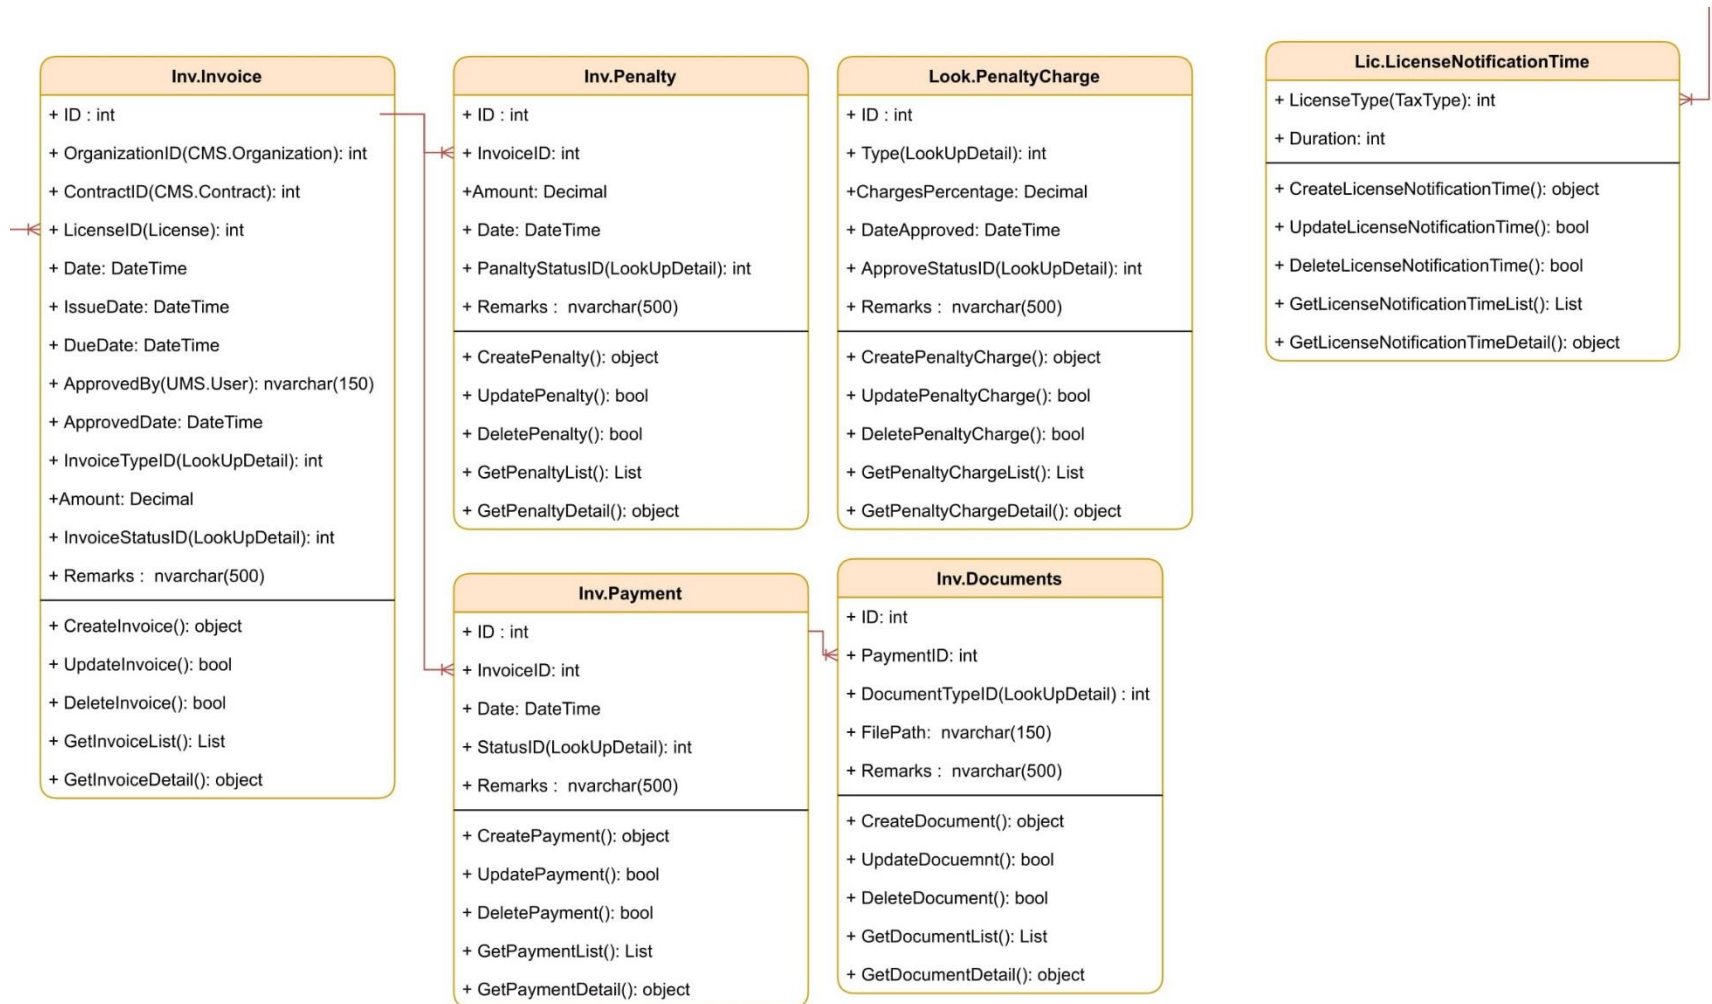 Inv.Invoice
+ ID : int
+ OrganizationID(CMS.Organization): int
+ ContractID(CMS.Contract): int
+ LicenseID(License): int
+ Date: DateTime
+ IssueDate: DateTime
+ DueDate: DateTime
+ ApprovedBy(UMS.User): nvarchar(150)
+ ApprovedDate: DateTime
+ InvoiceTypeID(LookUpDetail): int
+Amount: Decimal
+ InvoiceStatusID(LookUpDetail): int
+ Remarks : nvarchar(500)
+ CreateInvoice(): object
+ UpdateInvoice(): bool
+ DeleteInvoice(): bool
+ GetInvoiceList(): List
+ GetInvoiceDetail(): object
Inv.Penalty
+ ID : int
+ InvoiceID: int
+Amount: Decimal
+ Date: DateTime
+ PanaltyStatusID(LookUpDetail): int
+ Remarks : nvarchar(500)
+ CreatePenalty(): object
+ UpdatePenalty(): bool
+ DeletePenalty(): bool
+ GetPenaltyList(): List
+ GetPenaltyDetail(): object
Look.PenaltyCharge
+ ID : int
+ Type(LookUpDetail): int
+ChargesPercentage: Decimal
+ DateApproved: DateTime
+ ApproveStatusID(LookUpDetail): int
+ Remarks : nvarchar(500)
+ CreatePenaltyCharge(): object
+ UpdatePenaltyCharge(): bool
+ DeletePenaltyCharge(): bool
+ GetPenaltyChargeList(): List
+ GetPenaltyChargeDetail(): object
Lic.LicenseNotificationTime
+ LicenseType(TaxType): int
+ Duration: int
+ CreateLicenseNotificationTime(): object
+ UpdateLicenseNotificationTime(): bool
+ DeleteLicenseNotificationTime(): bool
+ GetLicenseNotificationTimeList(): List
+ GetLicenseNotificationTimeDetail(): object
Inv.Payment
+ ID : int
+ InvoiceID: int
+ Date: DateTime
+ StatusID(LookUpDetail): int
+ Remarks : nvarchar(500)
+ CreatePayment(): object
+ UpdatePayment(): bool
+ DeletePayment(): bool
+ GetPaymentList(): List
+ GetPaymentDetail(): object
Inv.Documents
+ ID: int
+ PaymentID: int
+ DocumentTypeID(LookUpDetail) : int
+ FilePath: nvarchar(150)
+ Remarks : nvarchar(500)
+ CreateDocument(): object
+ UpdateDocuemnt(): bool
+ DeleteDocument(): bool
+ GetDocumentList(): List
+ GetDocumentDetail(): object